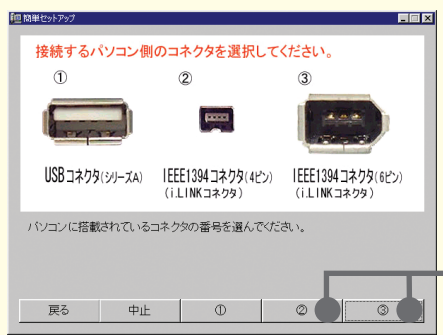 簡単セットアップ
接続するパソコン側のコネクタを選択してください。
① ② ③
USBコネクタ(シリーズA) IEEE1394コネクタ(4ピン) IEEE1394コネクタ(6ピン)
(i.LINKコネクタ) (i.LINKコネクタ)
パソコンに搭載されているコネクタの番号を選んでください。
戻る 中止 ① ② ③